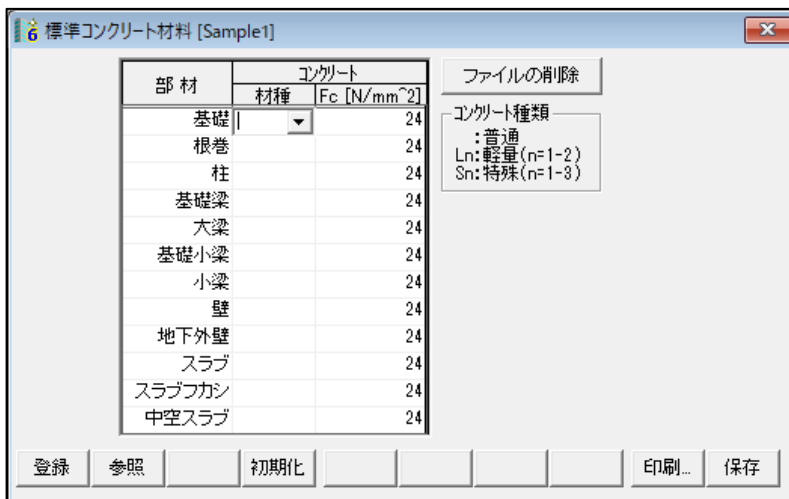 6 標準コンクリート材料 [Sample1]
部 材 コンクリート
材種 Fc [N/mm^2]
基礎 24
根巻 24
柱 24
基礎梁 24
大梁 24
基礎小梁 24
小梁 24
壁 24
地下外壁 24
スラブ 24
スラブフカシ 24
中空スラブ 24
ファイルの削除
コンクリート種類
:普通
Ln:軽量(n=1-2)
Sn:特殊(n=1-3)
登録 参照 初期化 印刷... 保存